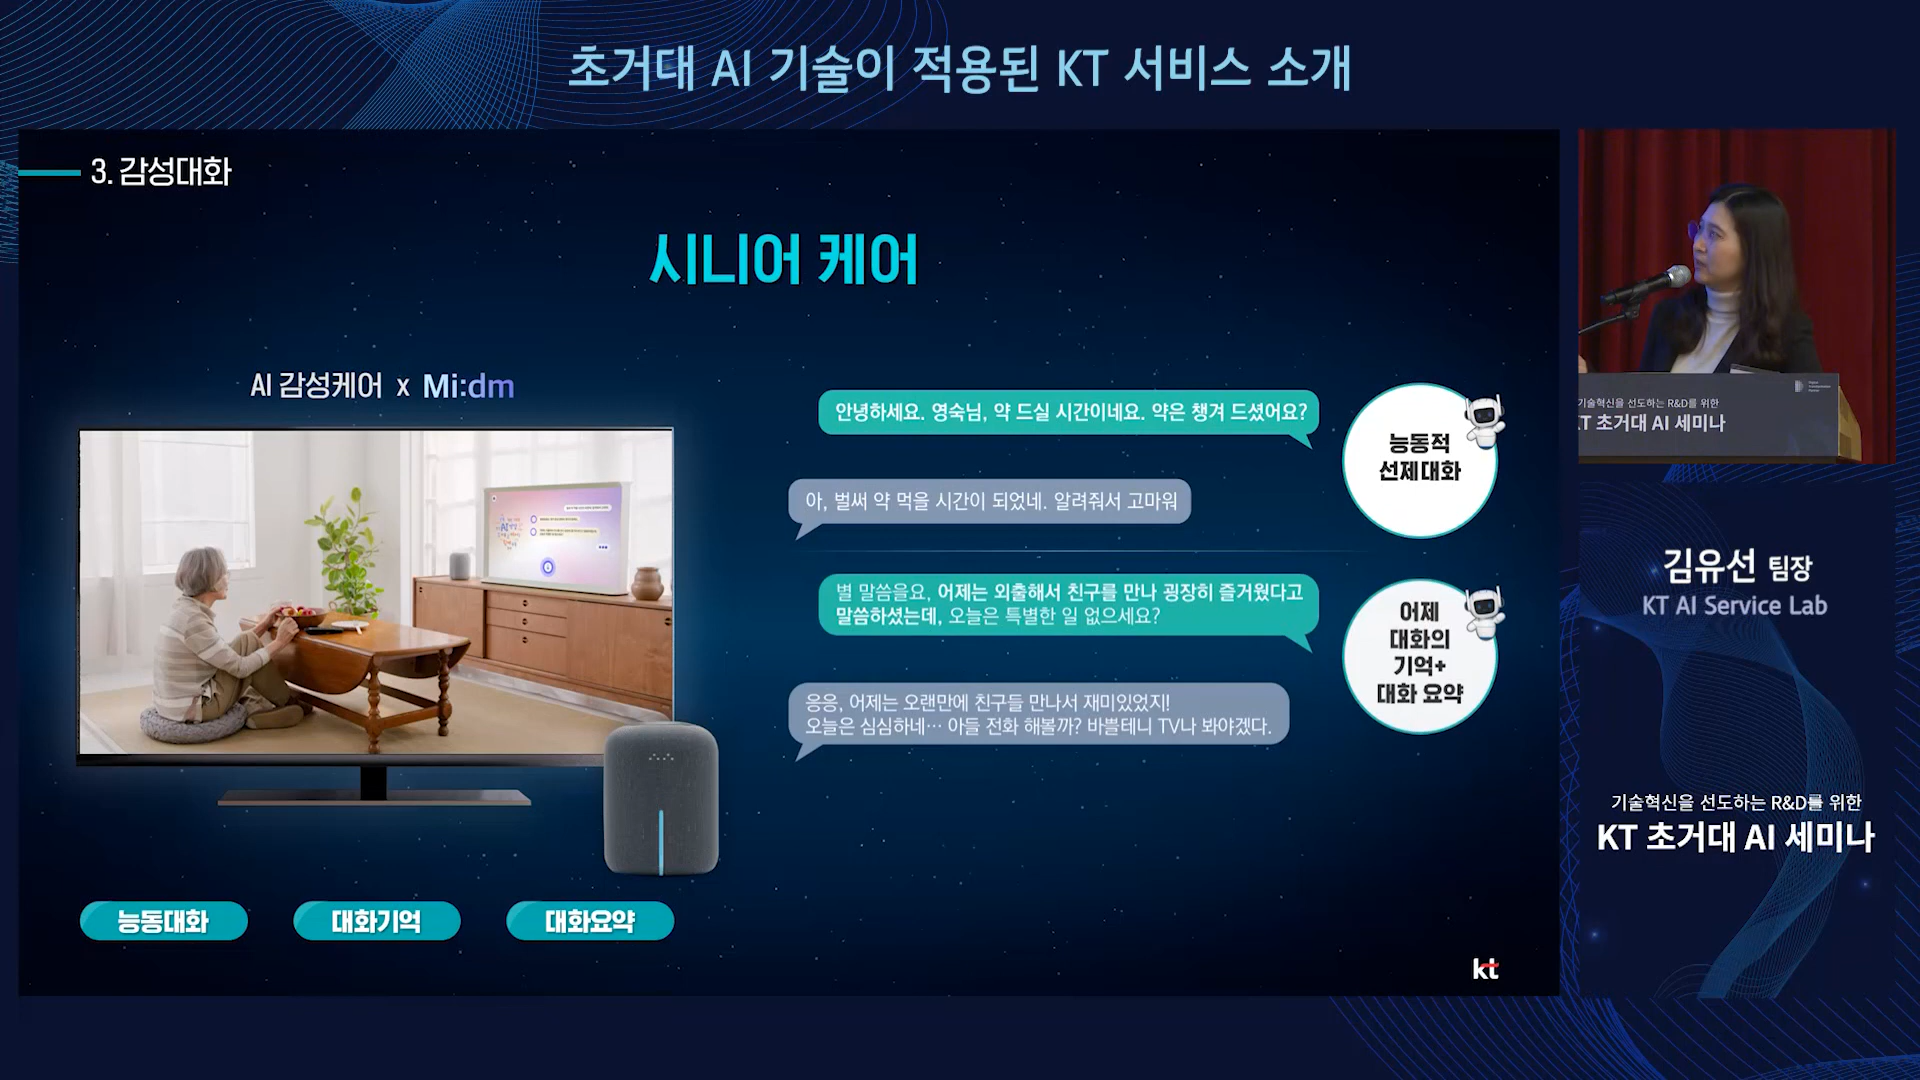 초거대 AI 기술이 적용된 KT 서비스 소개
3. 감성대화
시니어 케어
AI 감성케어 x Mi:dm
안녕하세요. 영숙님, 약 드실 시간이네요. 약은 챙겨 드셨어요?
능동적
선제대화
아, 벌써 약 먹을 시간이 되었네. 알려줘서 고마워
별 말씀을요, 어제는 외출해서 친구를 만나 굉장히 즐거웠다고
말씀하셨는데, 오늘은 특별한 일 없으세요?
어제
대화의
기억+
대화 요약
응응, 어제는 오랜만에 친구들 만나서 재미있었지!
오늘은 심심하네··· 아들 전화 해볼까? 바쁠테니 TV나 봐야겠다.
능동대화
대화기억
대화요약
kt
기술혁신을 선도하는 R&D를 위한
KT 초거대 AI 세미나
김유선 팀장
KT AI Service Lab
기술혁신을 선도하는 R&D를 위한
KT 초거대 AI 세미나